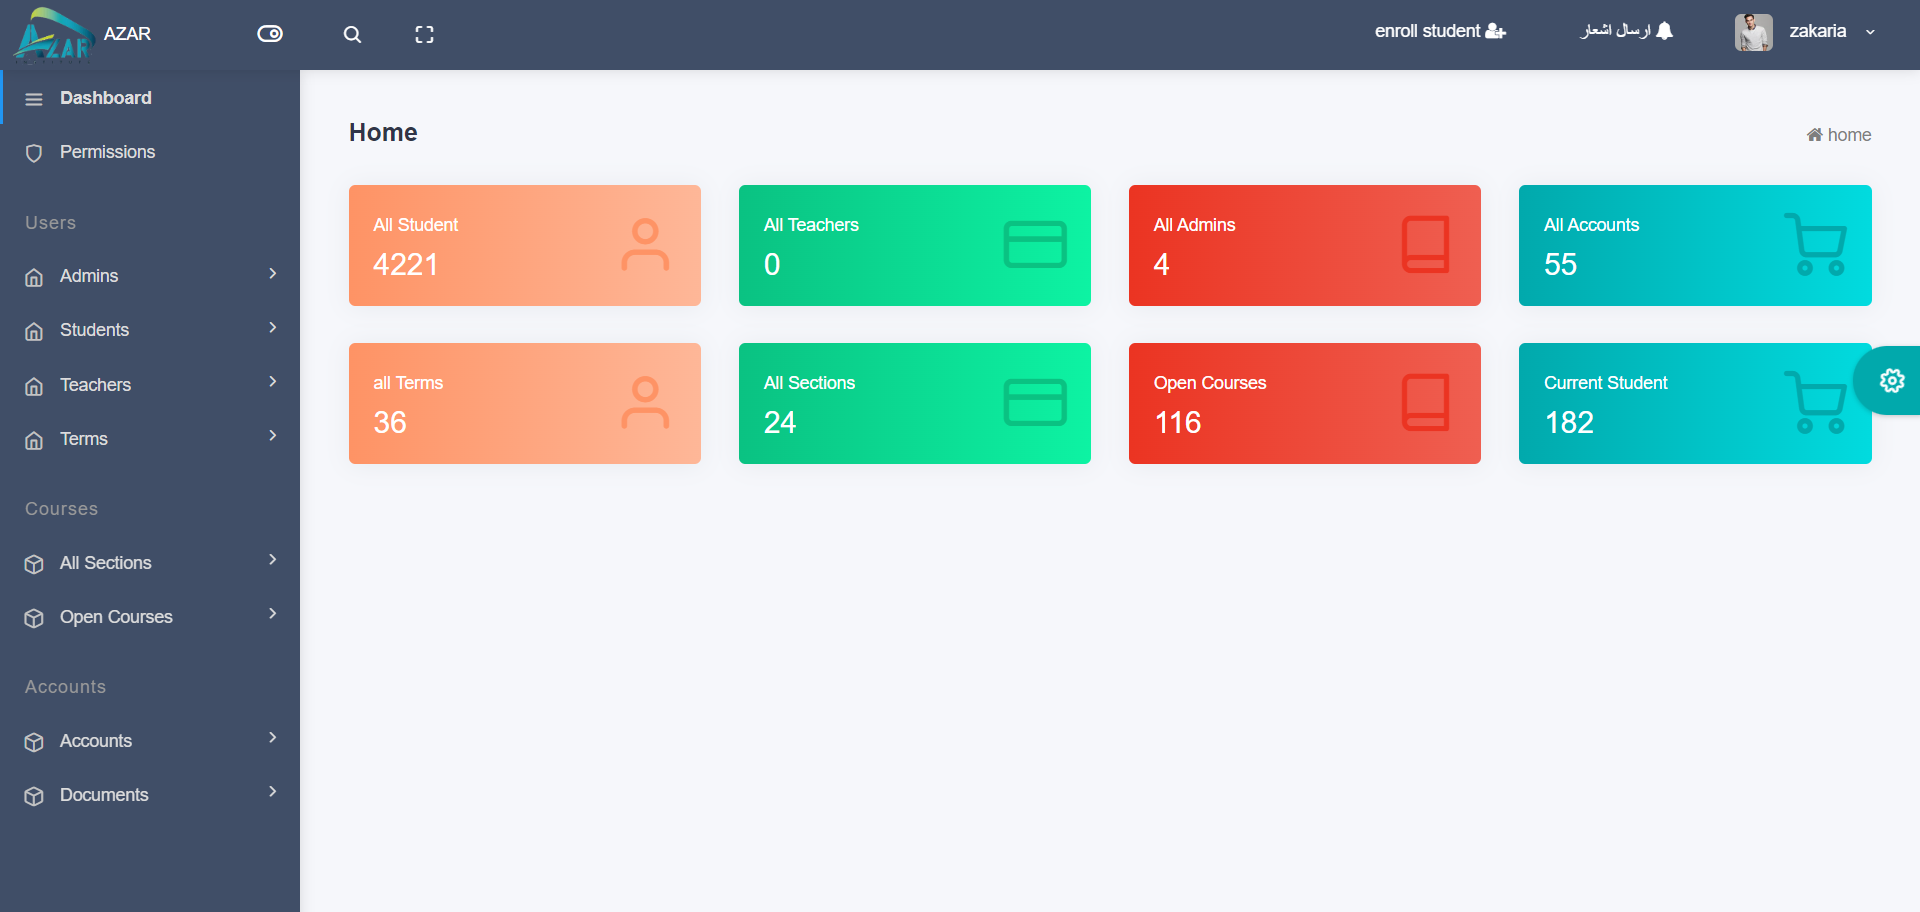 AZAR
AZAR
enroll student
ارسال اشعار
zakaria
Dashboard
Permissions
Users
Admins
Students
Teachers
Terms
Courses
All Sections
Open Courses
Accounts
Accounts
Documents
Home
home
All Student
4221
All Teachers
0
All Admins
4
All Accounts
55
all Terms
36
All Sections
24
Open Courses
116
Current Student
182